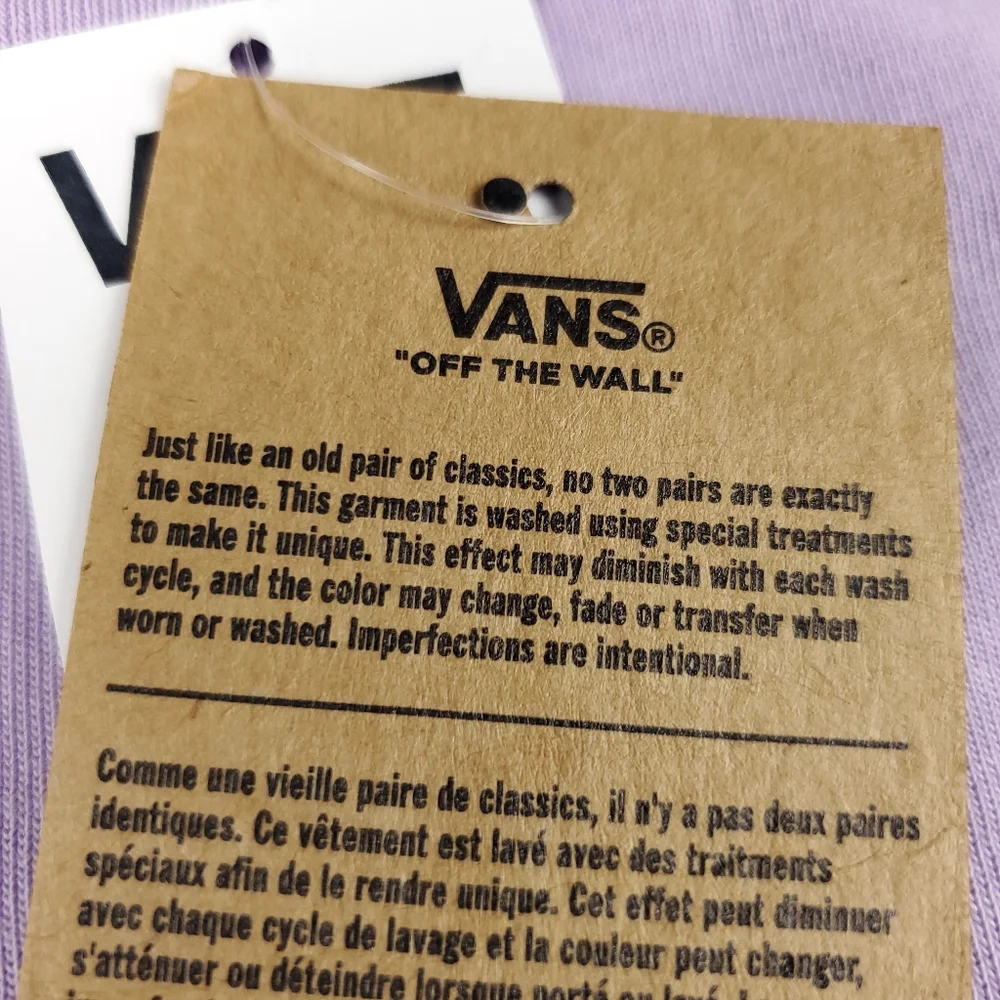 VANS®
"OFF THE WALL"
Just like an old pair of classics, no two pairs are exactly
the same. This garment is washed using special treatments
to make it unique. This effect may diminish with each wash
cycle, and the color may change, fade or transfer when
worn or washed. Imperfections are intentional.
Comme une vieille paire de classics, il n'y a pas deux paires
identiques. Ce vêtement est lavé avec des traitments
spéciaux afin de le rendre unique. Cet effet peut diminuer
avec chaque cycle de lavage et la couleur peut changer,
s'atténuer ou déteindre lorsque porté ou lavé